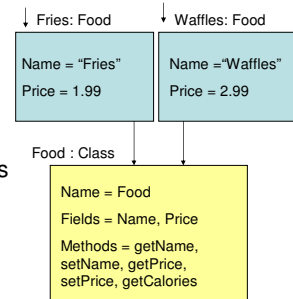 Fries: Food
Waffles: Food
Name = “Fries”
Price = 1.99
Name =“Waffles”
Price = 2.99
Food : Class
s
Name = Food
Fields = Name, Price
Methods = getName,
setName, getPrice,
setPrice, getCalories